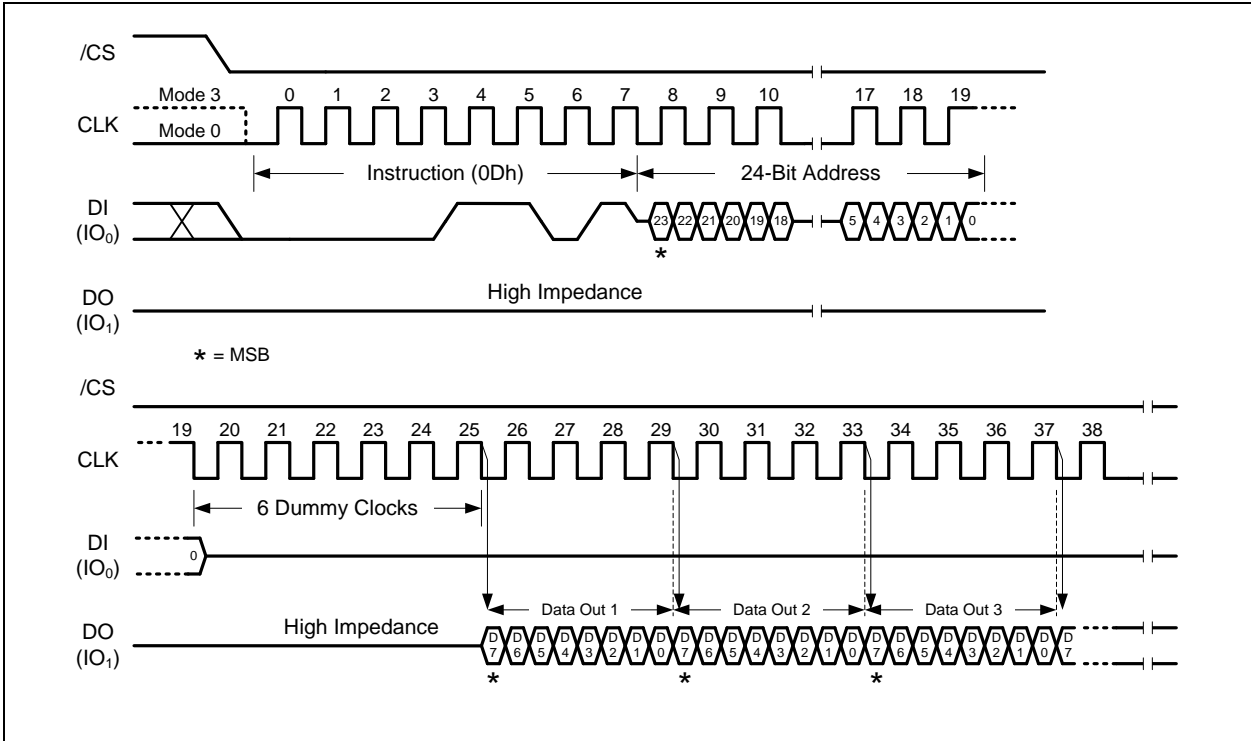 /CS
Mode 3 0 1 2 3 4 5 6 7 8 9 10 17 18 19
CLK
Mode 0
Instruction (0Dh) 24-Bit Address
DI
(IO₀)
23 22 21 20 19 18 5 4 3 2 1 0
*
High Impedance
DO
(IO₁)
* = MSB
/CS
19 20 21 22 23 24 25 26 27 28 29 30 31 32 33 34 35 36 37 38
CLK
6 Dummy Clocks
DI
(IO₀)
0
Data Out 1 Data Out 2 Data Out 3
High Impedance
DO
(IO₁)
D7 D6 D5 D4 D3 D2 D1 D0 D7 D6 D5 D4 D3 D2 D1 D0 D7 D6 D5 D4 D3 D2 D1 D0 D7
* * *